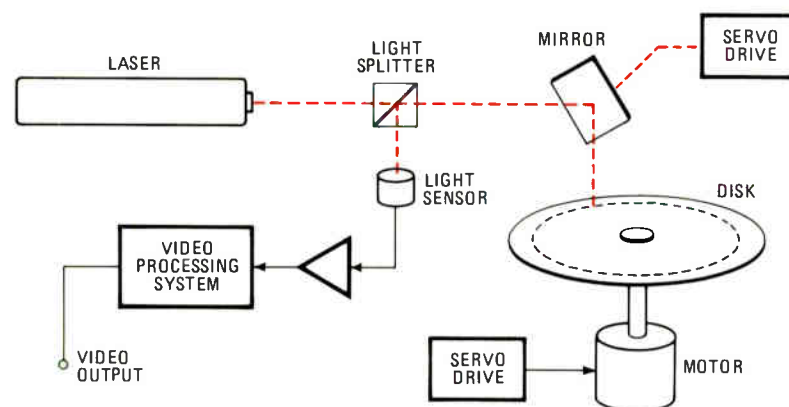 LASER
LIGHT
SPLITTER
MIRROR
SERVO
DRIVE
LIGHT
SENSOR
DISK
VIDEO
PROCESSING
SYSTEM
VIDEO
OUTPUT
SERVO
DRIVE
MOTOR